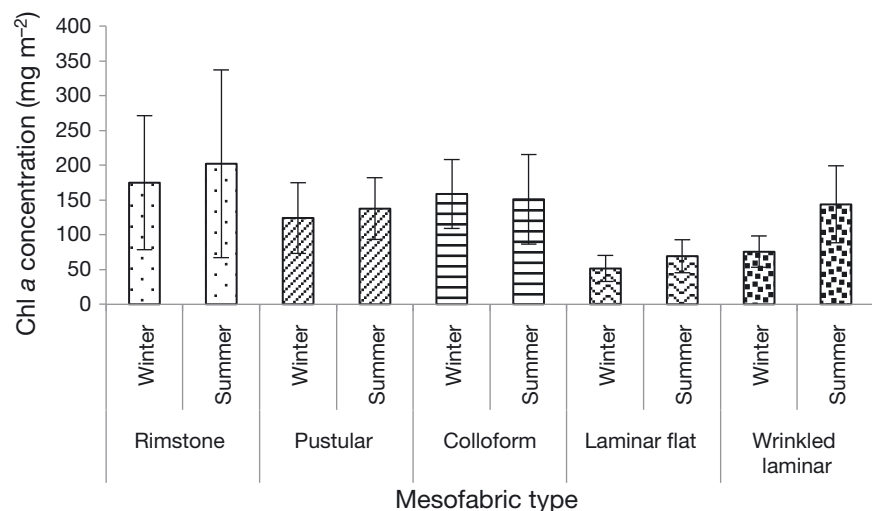 Chl a concentration (mg m⁻²)
400
350
300
250
200
150
100
50
0
Winter
Summer
Winter
Summer
Winter
Summer
Winter
Summer
Winter
Summer
Rimstone
Pustular
Colloform
Laminar flat
Wrinkled
laminar
Mesofabric type